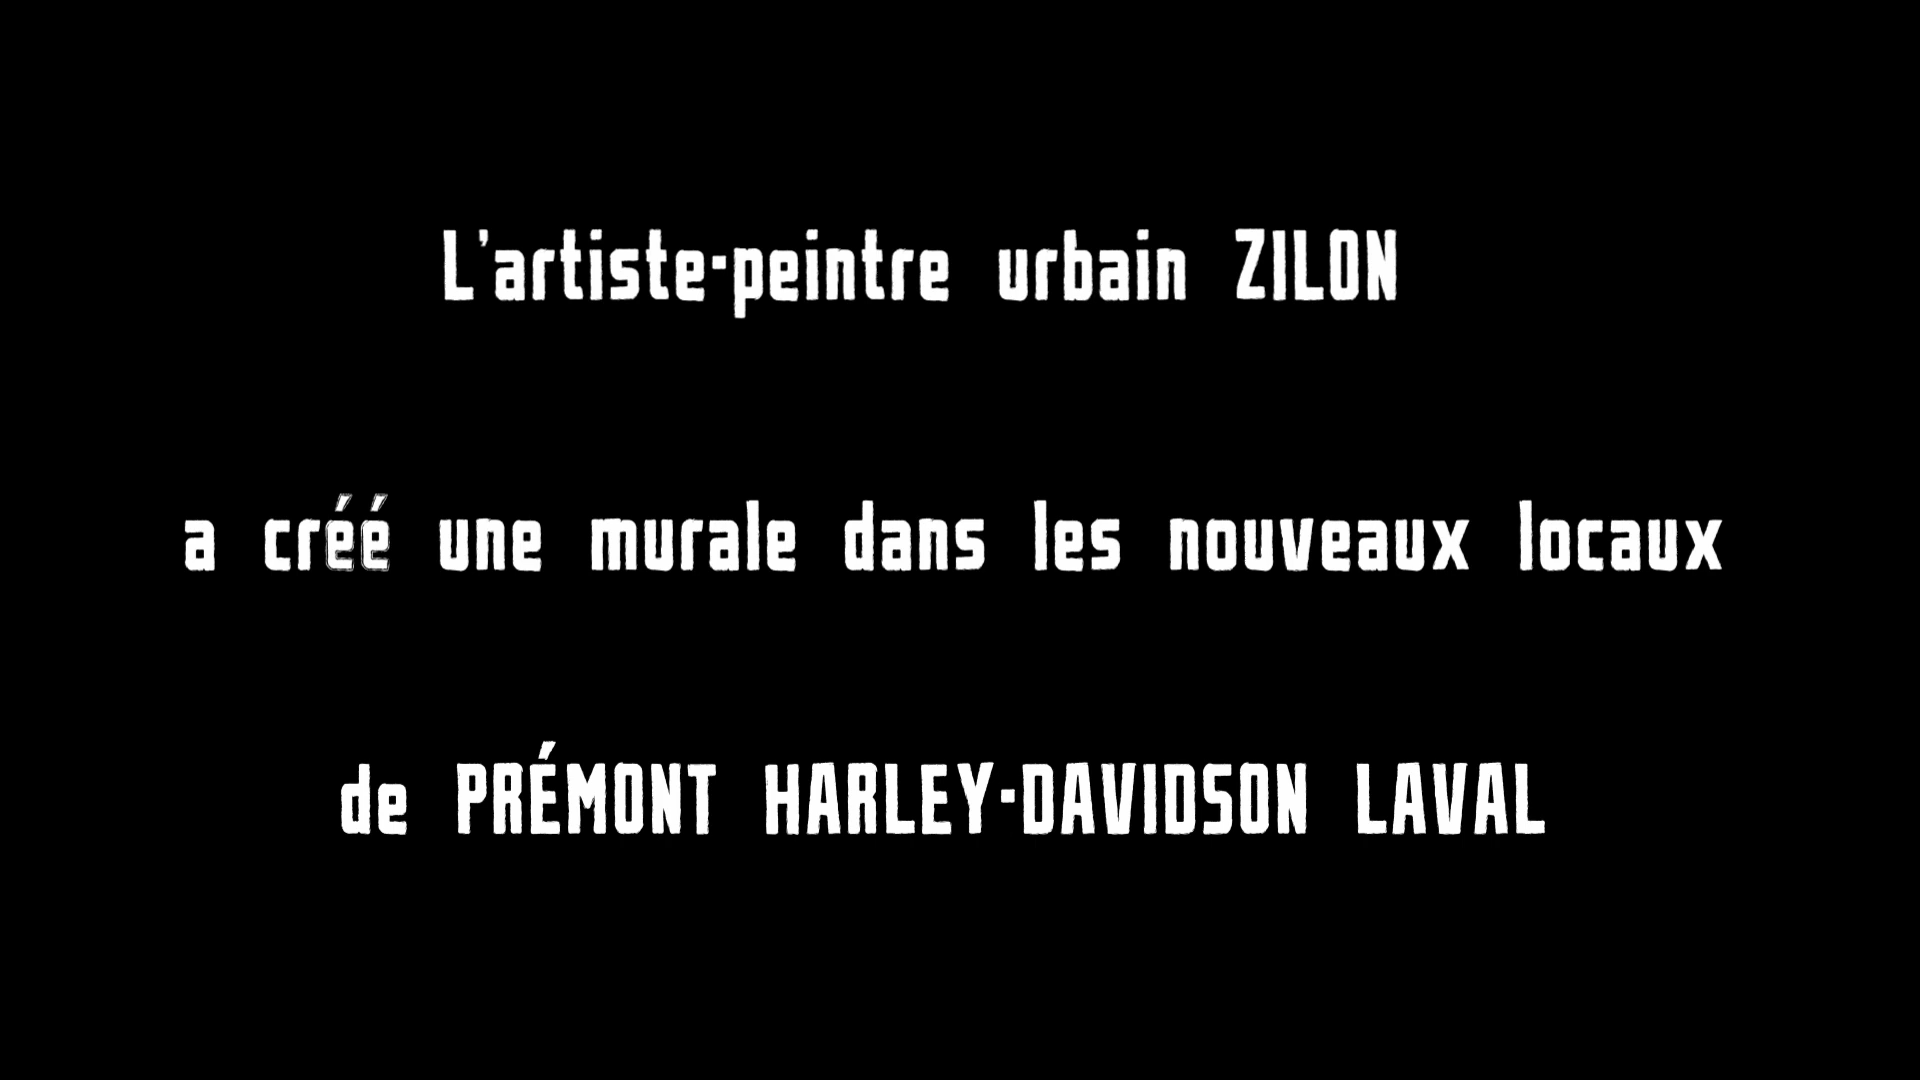 L'artiste-peintre urbain ZILON
a créé une murale dans les nouveaux locaux
de PRÉMONT HARLEY-DAVIDSON LAVAL